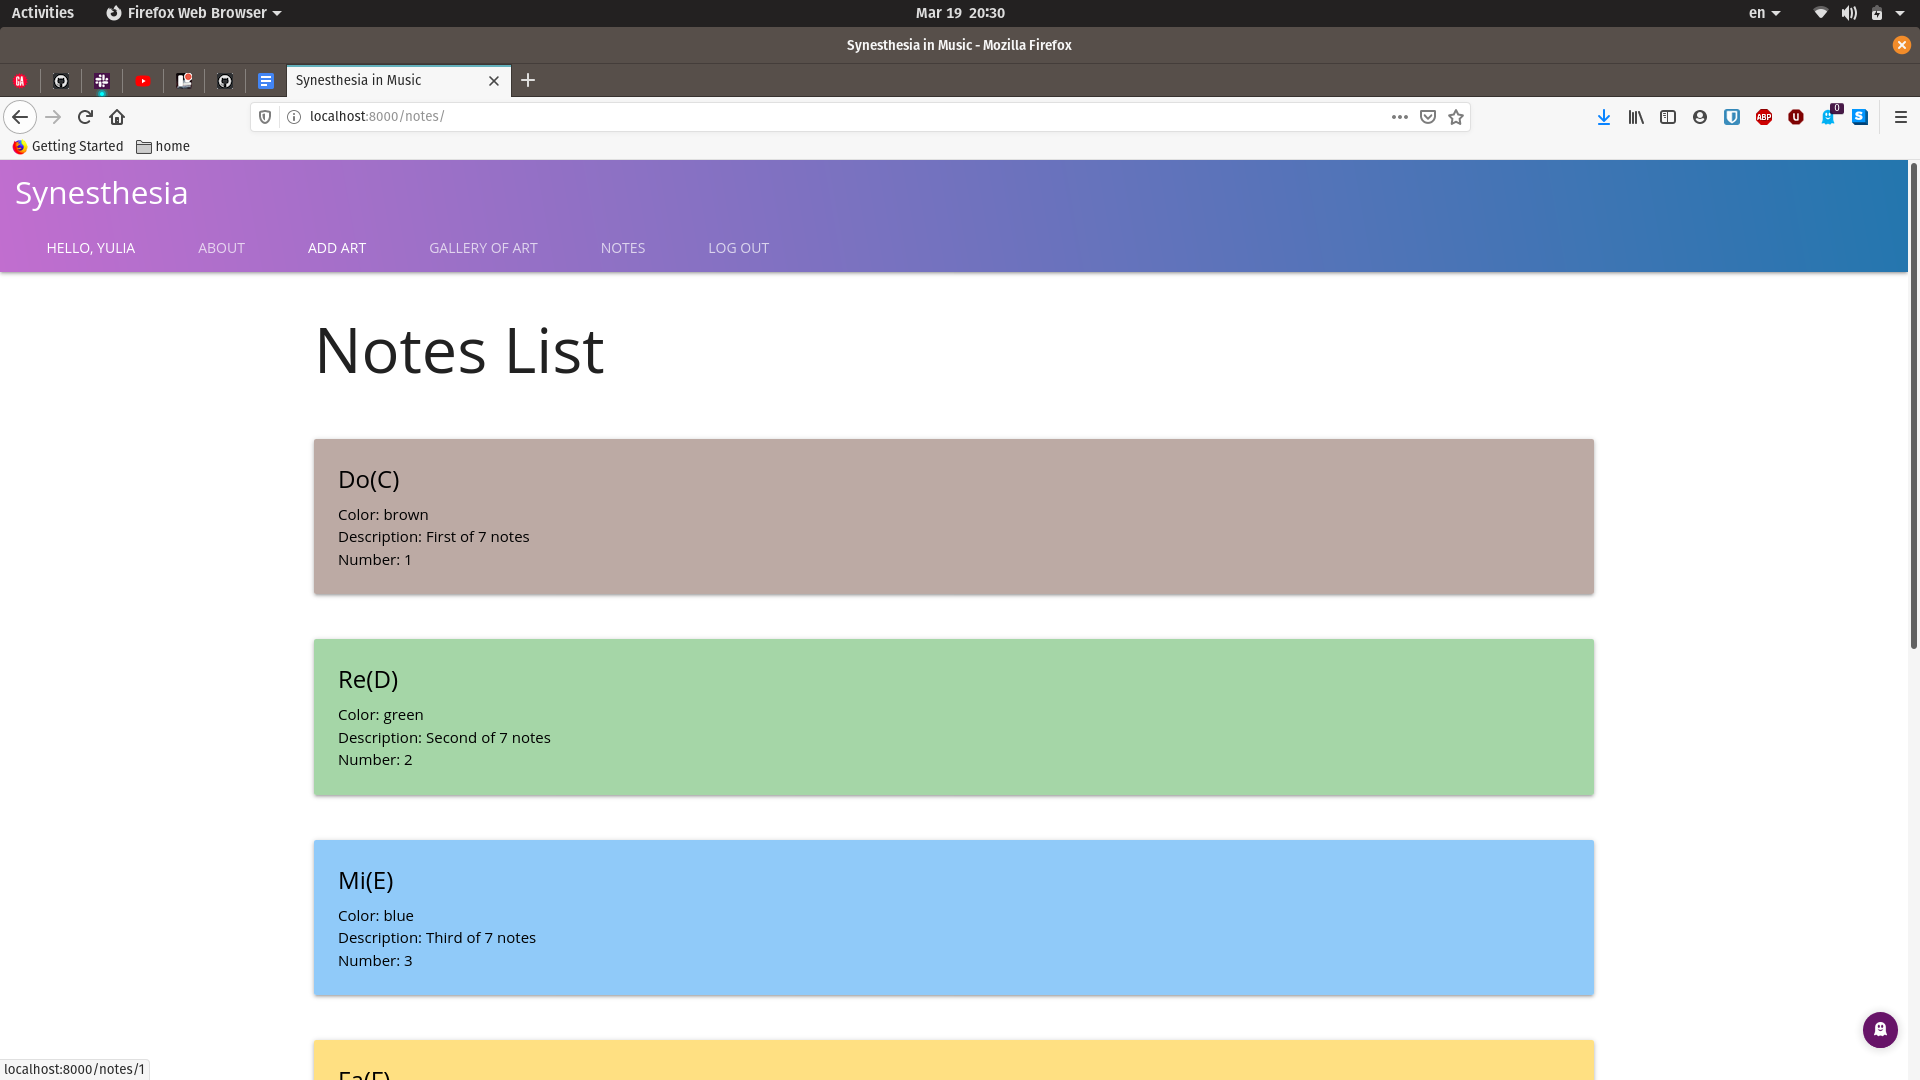 Activities Firefox Web Browser Mar 19 20:30 en
Synesthesia in Music - Mozilla Firefox
GA Synesthesia in Music
localhost:8000/notes/ ABP U 0 S
Getting Started home
Synesthesia
HELLO, YULIA ABOUT ADD ART GALLERY OF ART NOTES LOG OUT
Notes List
Do(C)
Color: brown
Description: First of 7 notes
Number: 1
Re(D)
Color: green
Description: Second of 7 notes
Number: 2
Mi(E)
Color: blue
Description: Third of 7 notes
Number: 3
Fa(F)
localhost:8000/notes/1